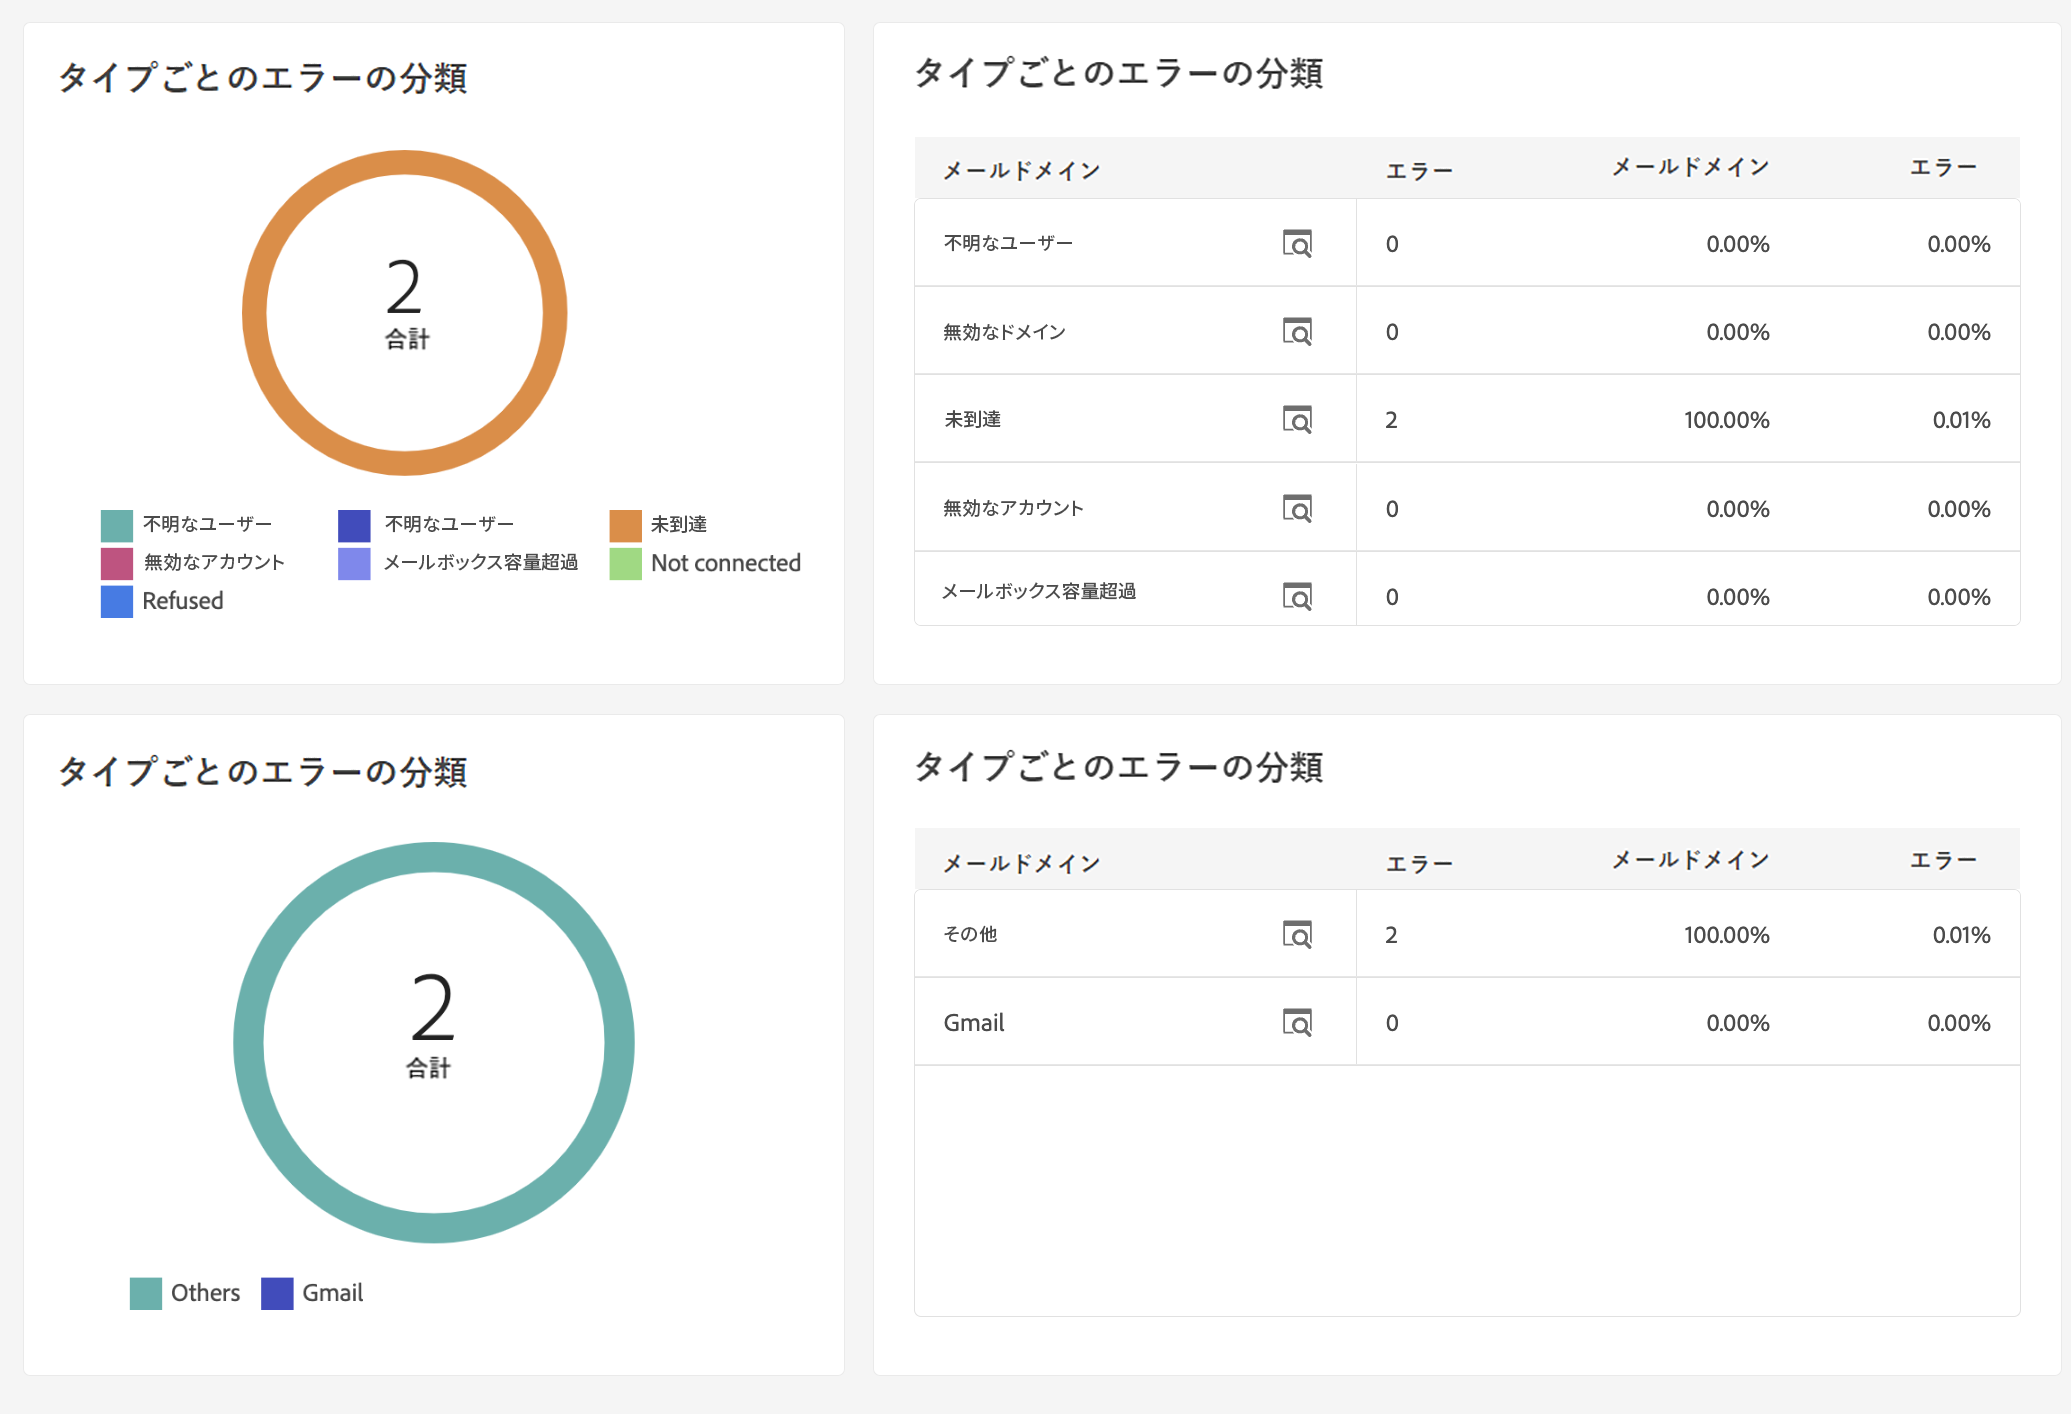 タイプごとのエラーの分類
2
合計
不明なユーザー 不明なユーザー 未到達
無効なアカウント メールボックス容量超過 Not connected
Refused
タイプごとのエラーの分類
メールドメイン エラー メールドメイン エラー
不明なユーザー 0 0.00% 0.00%
無効なドメイン 0 0.00% 0.00%
未到達 2 100.00% 0.01%
無効なアカウント 0 0.00% 0.00%
メールボックス容量超過 0 0.00% 0.00%
タイプごとのエラーの分類
2
合計
Others Gmail
タイプごとのエラーの分類
メールドメイン エラー メールドメイン エラー
その他 2 100.00% 0.01%
Gmail 0 0.00% 0.00%